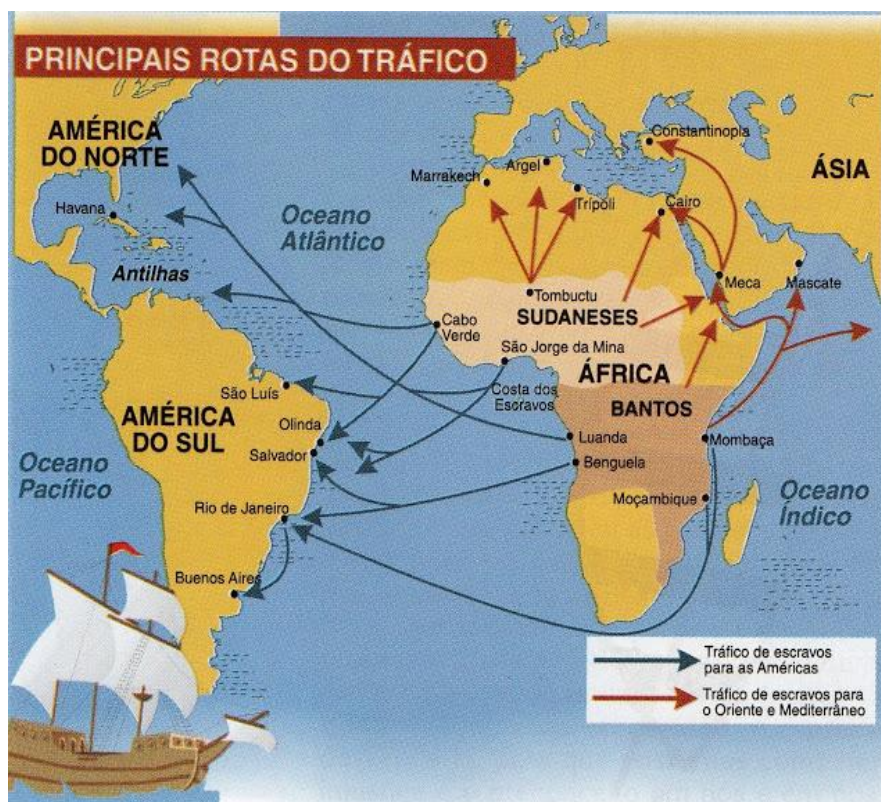 PRINCIPAIS ROTAS DO TRÁFICO
AMÉRICA
DO NORTE
Havana
Antilhas
Oceano
Atlântico
Constantinopla
ÁSIA
Argel
Marrakech
Trípoli
Cairo
Meca
Mascate
Tombuctu
SUDANESES
Cabo
Verde
São Jorge da Mina
ÁFRICA
Costa dos
Escravos
BANTOS
São Luís
AMÉRICA
DO SUL
Olinda
Salvador
Luanda
Mombaça
Benguela
Oceano
Pacífico
Rio de Janeiro
Moçambique
Oceano
Índico
Buenos Aires
Tráfico de escravos
para as Américas
Tráfico de escravos para
o Oriente e Mediterrâneo